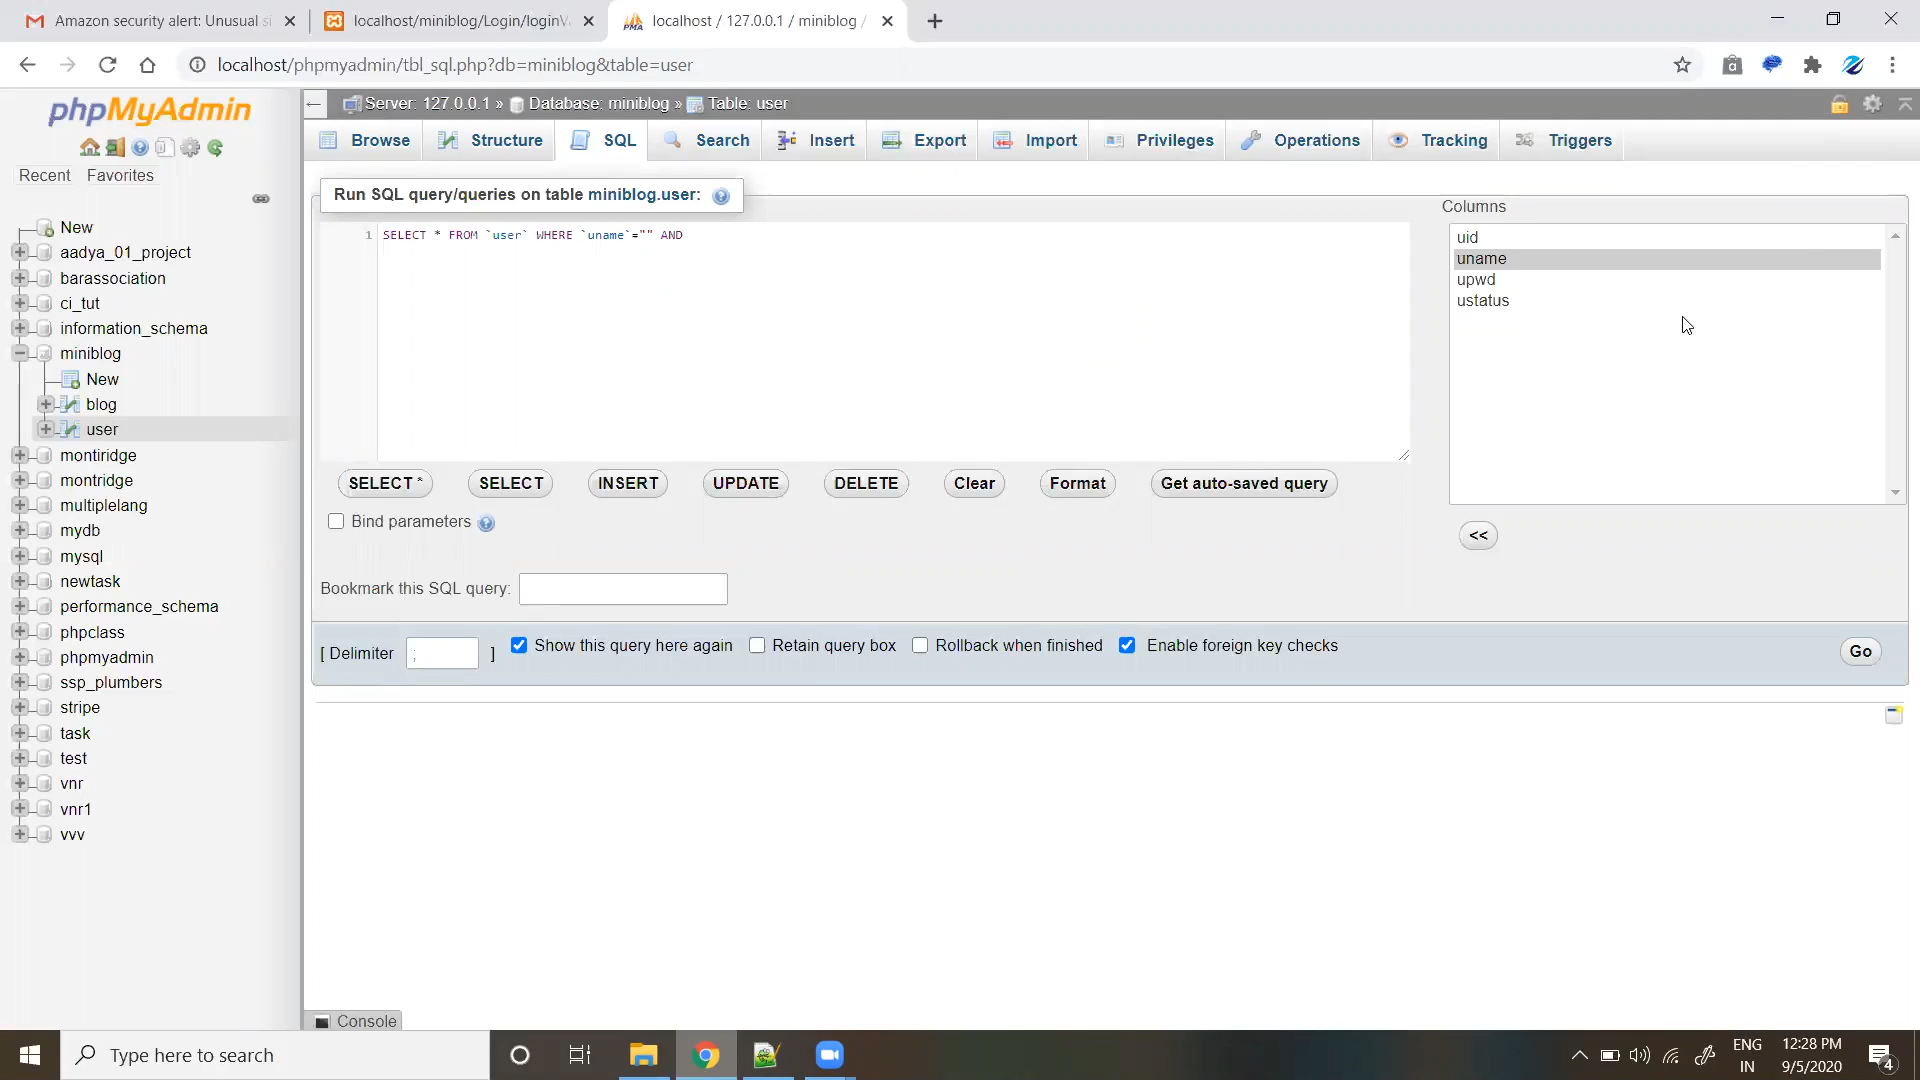 Amazon security alert: Unusual si
localhost/miniblog/Login/loginV
localhost / 127.0.0.1 / miniblog /
localhost/phpmyadmin/tbl_sql.php?db=miniblog&table=user
phpMyAdmin
Recent Favorites
New
aadya_01_project
barassociation
ci_tut
information_schema
miniblog
New
blog
user
montiridge
montridge
multiplelang
mydb
mysql
newtask
performance_schema
phpclass
phpmyadmin
ssp_plumbers
stripe
task
test
vnr
vnr1
vvv
Server: 127.0.0.1 » Database: miniblog » Table: user
Browse Structure SQL Search Insert Export Import Privileges Operations Tracking Triggers
Run SQL query/queries on table miniblog.user:
1 SELECT * FROM `user` WHERE `uname`="" AND
Columns
uid
uname
upwd
ustatus
SELECT * SELECT INSERT UPDATE DELETE Clear Format Get auto-saved query
<<
Bind parameters
Bookmark this SQL query:
[ Delimiter ; ] Show this query here again Retain query box Rollback when finished Enable foreign key checks
Go
Console
Type here to search
ENG
IN
12:28 PM
9/5/2020
4